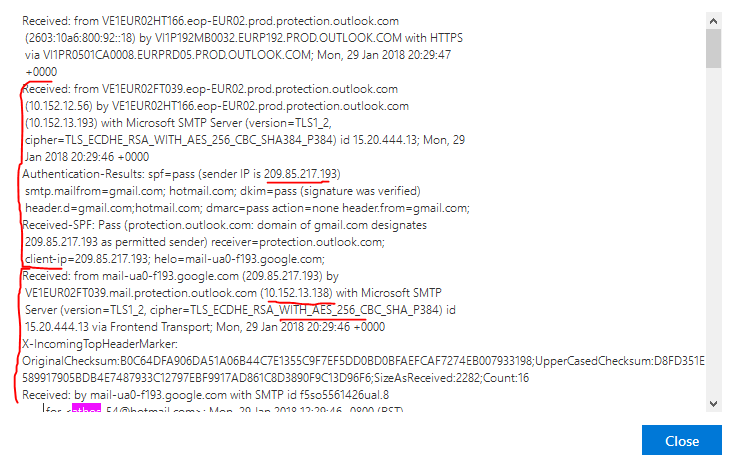 Received: from VE1EUR02HT166.eop-EUR02.prod.protection.outlook.com
(2603:10a6:800:92::18) by VI1P192MB0032.EURP192.PROD.OUTLOOK.COM with HTTPS
via VI1PR0501CA0008.EURPRD05.PROD.OUTLOOK.COM; Mon, 29 Jan 2018 20:29:47
+0000
Received: from VE1EUR02FT039.eop-EUR02.prod.protection.outlook.com
(10.152.12.56) by VE1EUR02HT166.eop-EUR02.prod.protection.outlook.com
(10.152.13.193) with Microsoft SMTP Server (version=TLS1_2,
cipher=TLS_ECDHE_RSA_WITH_AES_256_CBC_SHA384_P384) id 15.20.444.13; Mon, 29
Jan 2018 20:29:46 +0000
Authentication-Results: spf=pass (sender IP is 209.85.217.193)
smtp.mailfrom=gmail.com; hotmail.com; dkim=pass (signature was verified)
header.d=gmail.com;hotmail.com; dmarc=pass action=none header.from=gmail.com;
Received-SPF: Pass (protection.outlook.com: domain of gmail.com designates
209.85.217.193 as permitted sender) receiver=protection.outlook.com;
client-ip=209.85.217.193; helo=mail-ua0-f193.google.com;
Received: from mail-ua0-f193.google.com (209.85.217.193) by
VE1EUR02FT039.mail.protection.outlook.com (10.152.13.138) with Microsoft SMTP
Server (version=TLS1_2, cipher=TLS_ECDHE_RSA_WITH_AES_256_CBC_SHA_P384) id
15.20.444.13 via Frontend Transport; Mon, 29 Jan 2018 20:29:46 +0000
X-IncomingTopHeaderMarker:
OriginalChecksum:B0C64DFA906DA51A06B44C7E1355C9F7EF5DD0BD0BFAEFCAF7274EB007933198;UpperCasedChecksum:D8FD351E
589917905BDB4E7487933C12797EBF9917AD861C8D3890F9C13D96F6;SizeAsReceived:2282;Count:16
Received: by mail-ua0-f193.google.com with SMTP id f5so5561426ual.8
for 54@hotmail.com>; Mon, 29 Jan 2018 12:29:46 -0800 (PST)
Close